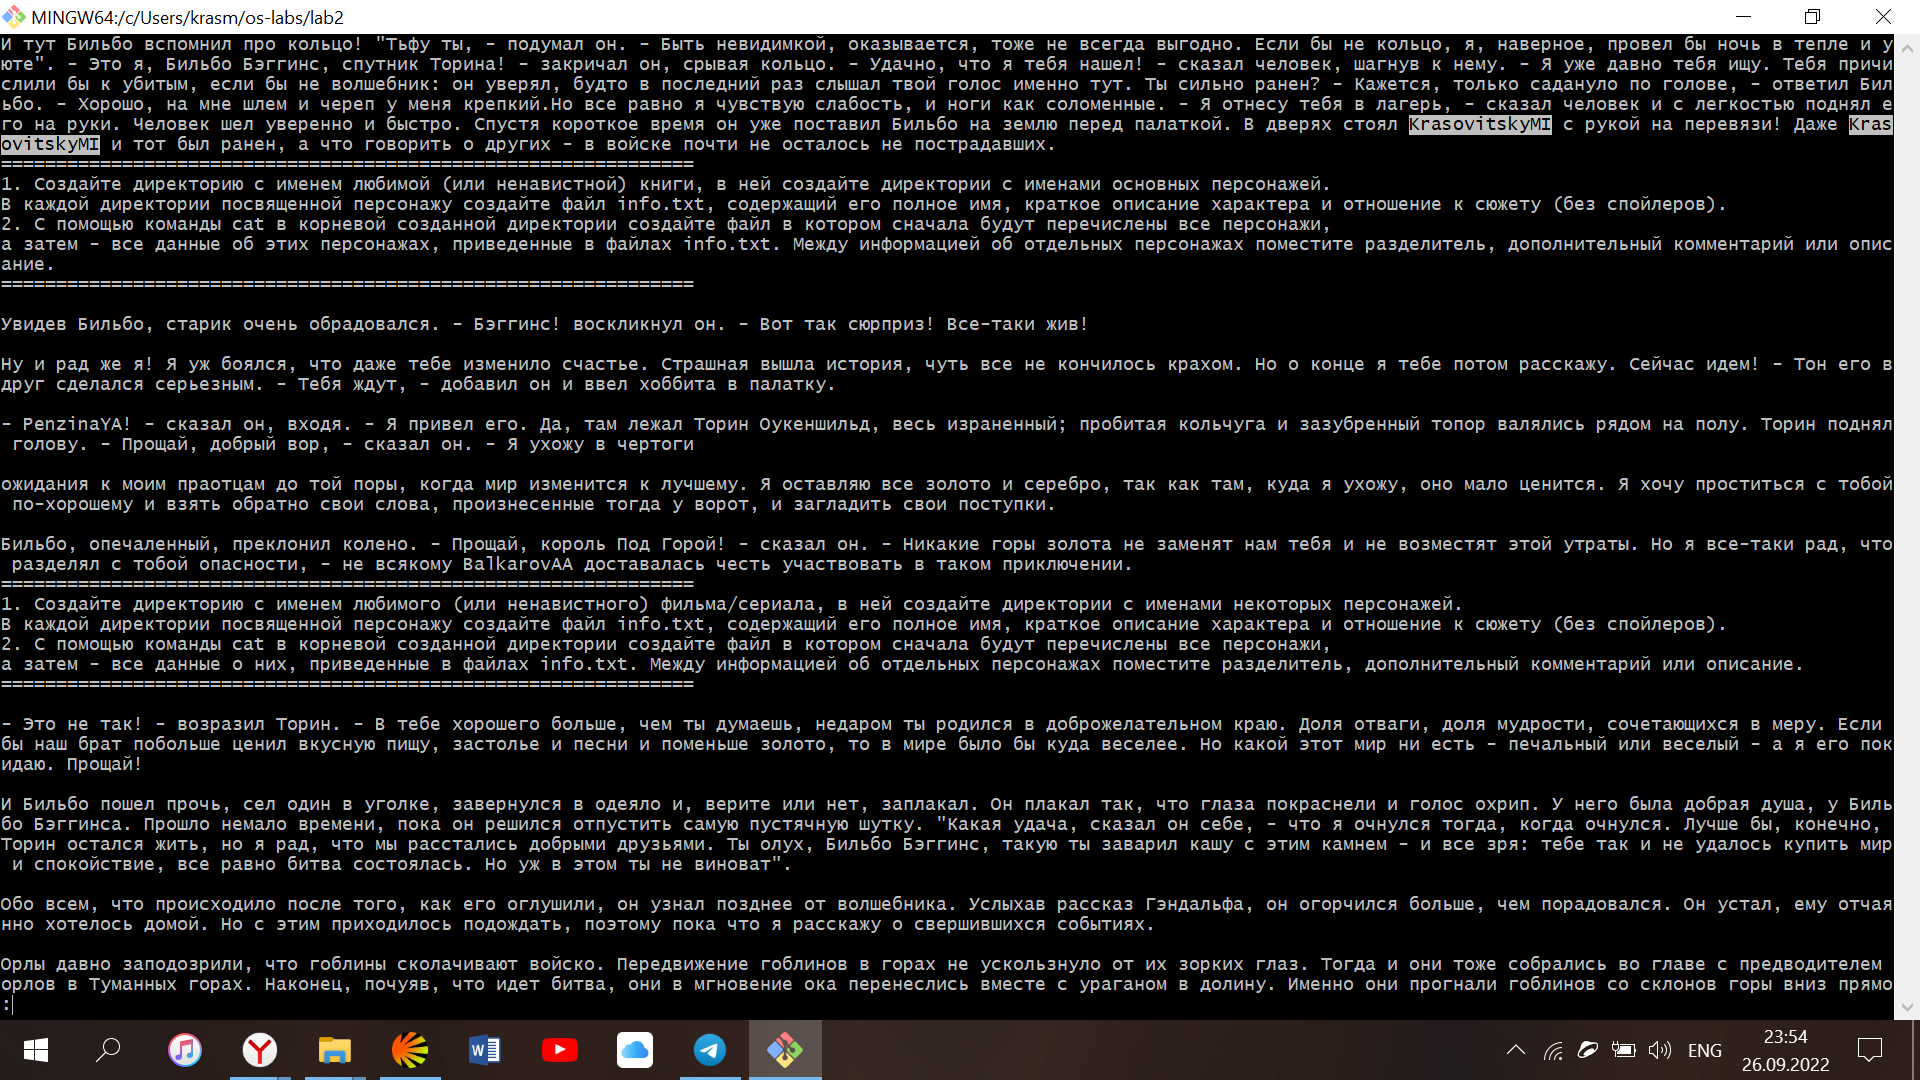 MINGW64:/c/Users/krasm/os-labs/lab2
И тут Бильбо вспомнил про кольцо! "Тьфу ты, - подумал он. - Быть невидимкой, оказывается, тоже не всегда выгодно. Если бы не кольцо, я, наверное, провел бы ночь в тепле и у
юте". - Это я, Бильбо Бэггинс, спутник Торина! - закричал он, срывая кольцо. - Удачно, что я тебя нашел! - сказал человек, шагнув к нему. - Я уже давно тебя ищу. Тебя причи
слили бы к убитым, если бы не волшебник: он уверял, будто в последний раз слышал твой голос именно тут. Ты сильно ранен? - Кажется, только садануло по голове, - ответил Бил
ьбо. - Хорошо, на мне шлем и череп у меня крепкий.Но все равно я чувствую слабость, и ноги как соломенные. - Я отнесу тебя в лагерь, - сказал человек и с легкостью поднял е
го на руки. Человек шел уверенно и быстро. Спустя короткое время он уже поставил Бильбо на землю перед палаткой. В дверях стоял KrasovitskyMI с рукой на перевязи! Даже Kras
ovitskyMI и тот был ранен, а что говорить о других - в войске почти не осталось не пострадавших.
===============================================================
1. Создайте директорию с именем любимой (или ненавистной) книги, в ней создайте директории с именами основных персонажей.
В каждой директории посвященной персонажу создайте файл info.txt, содержащий его полное имя, краткое описание характера и отношение к сюжету (без спойлеров).
2. С помощью команды cat в корневой созданной директории создайте файл в котором сначала будут перечислены все персонажи,
а затем - все данные об этих персонажах, приведенные в файлах info.txt. Между информацией об отдельных персонажах поместите разделитель, дополнительный комментарий или опис
ание.
===============================================================
Увидев Бильбо, старик очень обрадовался. - Бэггинс! воскликнул он. - Вот так сюрприз! Все-таки жив!
Ну и рад же я! Я уж боялся, что даже тебе изменило счастье. Страшная вышла история, чуть все не кончилось крахом. Но о конце я тебе потом расскажу. Сейчас идем! - Тон его в
друг сделался серьезным. - Тебя ждут, - добавил он и ввел хоббита в палатку.
- PenzinaYA! - сказал он, входя. - Я привел его. Да, там лежал Торин Оукеншильд, весь израненный; пробитая кольчуга и зазубренный топор валялись рядом на полу. Торин поднял
голову. - Прощай, добрый вор, - сказал он. - Я ухожу в чертоги
ожидания к моим праотцам до той поры, когда мир изменится к лучшему. Я оставляю все золото и серебро, так как там, куда я ухожу, оно мало ценится. Я хочу проститься с тобой
по-хорошему и взять обратно свои слова, произнесенные тогда у ворот, и загладить свои поступки.
Бильбо, опечаленный, преклонил колено. - Прощай, король Под Горой! - сказал он. - Никакие горы золота не заменят нам тебя и не возместят этой утраты. Но я все-таки рад, что
разделял с тобой опасности, - не всякому BalkarovAA доставалась честь участвовать в таком приключении.
===============================================================
1. Создайте директорию с именем любимого (или ненавистного) фильма/сериала, в ней создайте директории с именами некоторых персонажей.
В каждой директории посвященной персонажу создайте файл info.txt, содержащий его полное имя, краткое описание характера и отношение к сюжету (без спойлеров).
2. С помощью команды cat в корневой созданной директории создайте файл в котором сначала будут перечислены все персонажи,
а затем - все данные о них, приведенные в файлах info.txt. Между информацией об отдельных персонажах поместите разделитель, дополнительный комментарий или описание.
===============================================================
- Это не так! - возразил Торин. - В тебе хорошего больше, чем ты думаешь, недаром ты родился в доброжелательном краю. Доля отваги, доля мудрости, сочетающихся в меру. Если
бы наш брат побольше ценил вкусную пищу, застолье и песни и поменьше золото, то в мире было бы куда веселее. Но какой этот мир ни есть - печальный или веселый - а я его пок
идаю. Прощай!
И Бильбо пошел прочь, сел один в уголке, завернулся в одеяло и, верите или нет, заплакал. Он плакал так, что глаза покраснели и голос охрип. У него была добрая душа, у Биль
бо Бэггинса. Прошло немало времени, пока он решился отпустить самую пустячную шутку. "Какая удача, сказал он себе, - что я очнулся тогда, когда очнулся. Лучше бы, конечно,
Торин остался жить, но я рад, что мы расстались добрыми друзьями. Ты олух, Бильбо Бэггинс, такую ты заварил кашу с этим камнем - и все зря: тебе так и не удалось купить мир
и спокойствие, все равно битва состоялась. Но уж в этом ты не виноват".
Обо всем, что происходило после того, как его оглушили, он узнал позднее от волшебника. Услыхав рассказ Гэндальфа, он огорчился больше, чем порадовался. Он устал, ему отчая
нно хотелось домой. Но с этим приходилось подождать, поэтому пока что я расскажу о свершившихся событиях.
Орлы давно заподозрили, что гоблины сколачивают войско. Передвижение гоблинов в горах не ускользнуло от их зорких глаз. Тогда и они тоже собрались во главе с предводителем
орлов в Туманных горах. Наконец, почуяв, что идет битва, они в мгновение ока перенеслись вместе с ураганом в долину. Именно они прогнали гоблинов со склонов горы вниз прямо
:
ENG
23:54
26.09.2022